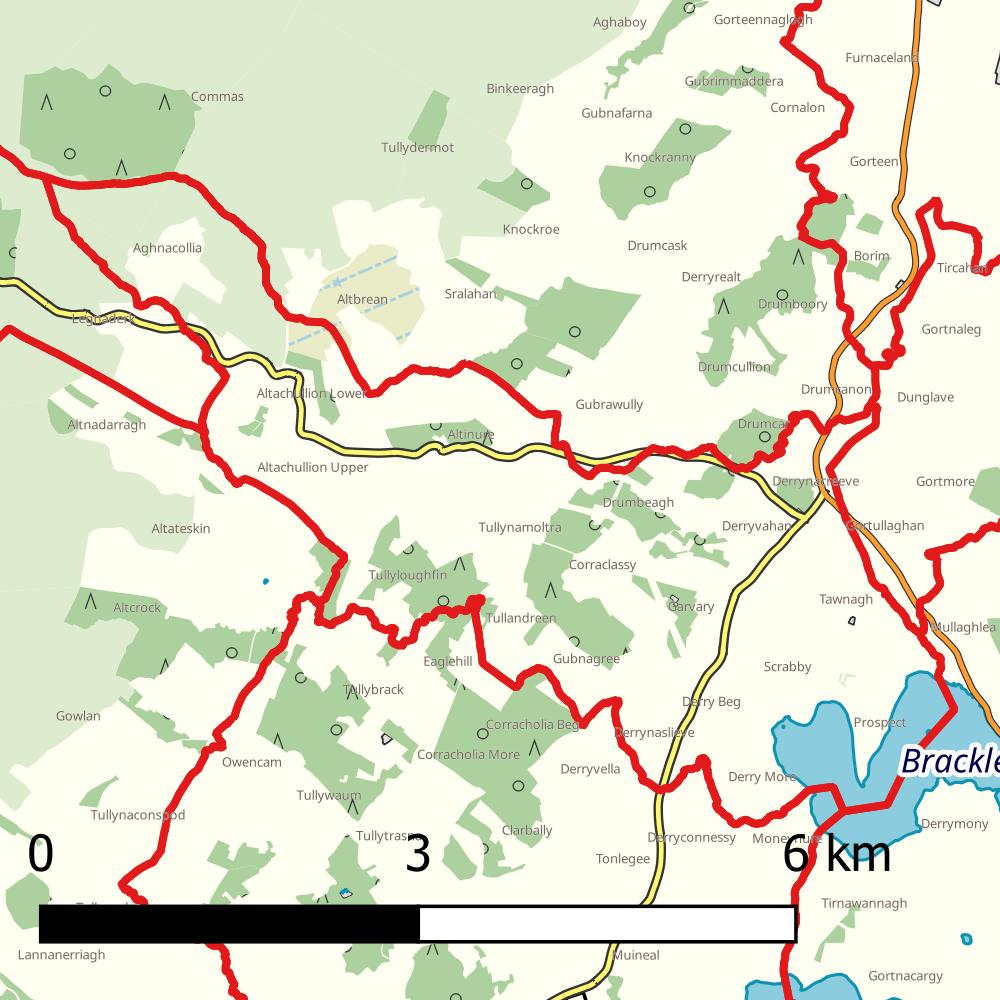 Gorteennaglogh
Aghaboy
Furnaceland
Gubrimmaddera
Binkeeragh
Commas
Cornalon
Gubnafarna
Tullydermot
Knockranny
Gorteen
Knockroe
Aghnacollia
Drumcask
Borim
Tircahan
Derryrealt
Sralahan
Altbrean
Drumboory
Legnaderk
Gortnaleg
Drumcullion
Altachullion Lower
Drumcanon
Dunglave
Gubrawully
Altnadarragh
Altinure
Altachullion Upper
Derrynacreeve
Gortmore
Drumbeagh
Altateskin
Tullynamoltra
Derryvahan
Gortullaghan
Corraclassy
Tullyloughfin
Tawnagh
Altcrock
Garvary
Tullandreen
Mullaghlea
Eaglehill
Gubnagree
Scrabby
Tullybrack
Derry Beg
Gowlan
Corracholia Beg
Prospect
Derrynaslieve
Corracholia More
Owencam
Brackle
Derryvella
Derry More
Tullywaum
Tullynaconspod
Clarbally
Derrymony
Tullytrasna
Derryconnessy
0 3 6 km
Tonlegee
Tirnawannagh
Lannanerriagh
Muineal
Gortnacargy